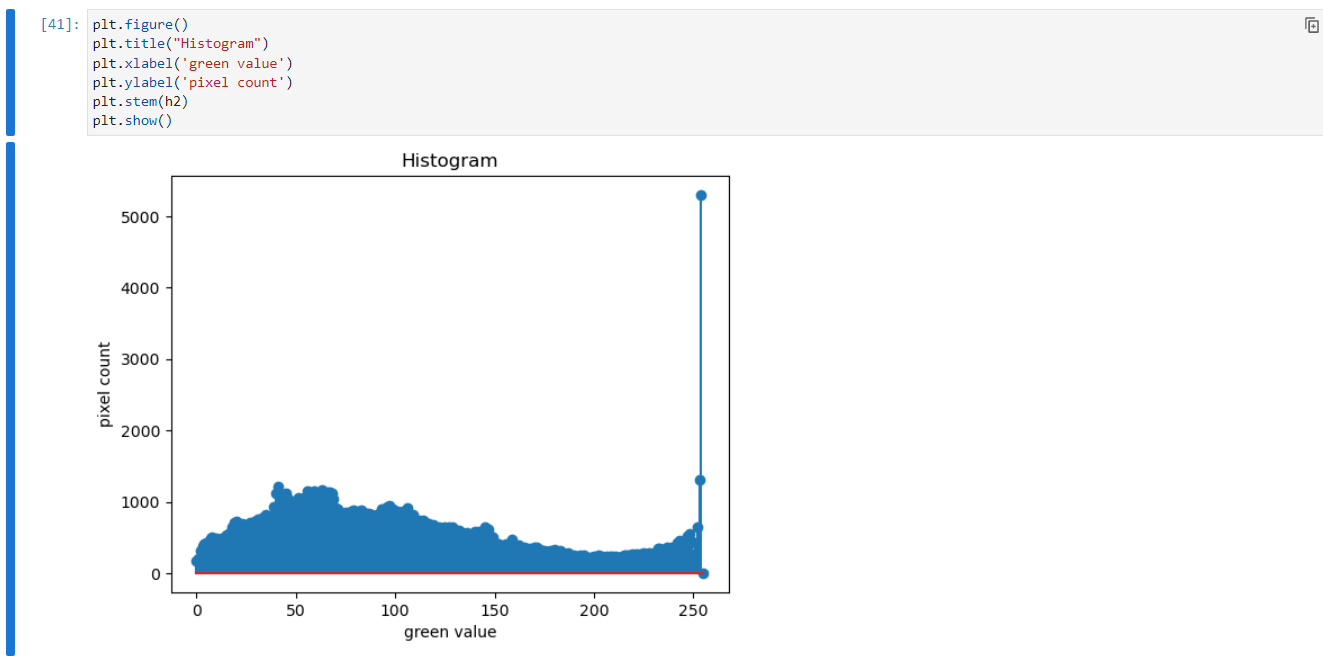 [41]: plt.figure()
plt.title("Histogram")
plt.xlabel('green value')
plt.ylabel('pixel count')
plt.stem(h2)
plt.show()
Histogram
5000
4000
3000
2000
1000
0
pixel count
0 50 100 150 200 250
green value